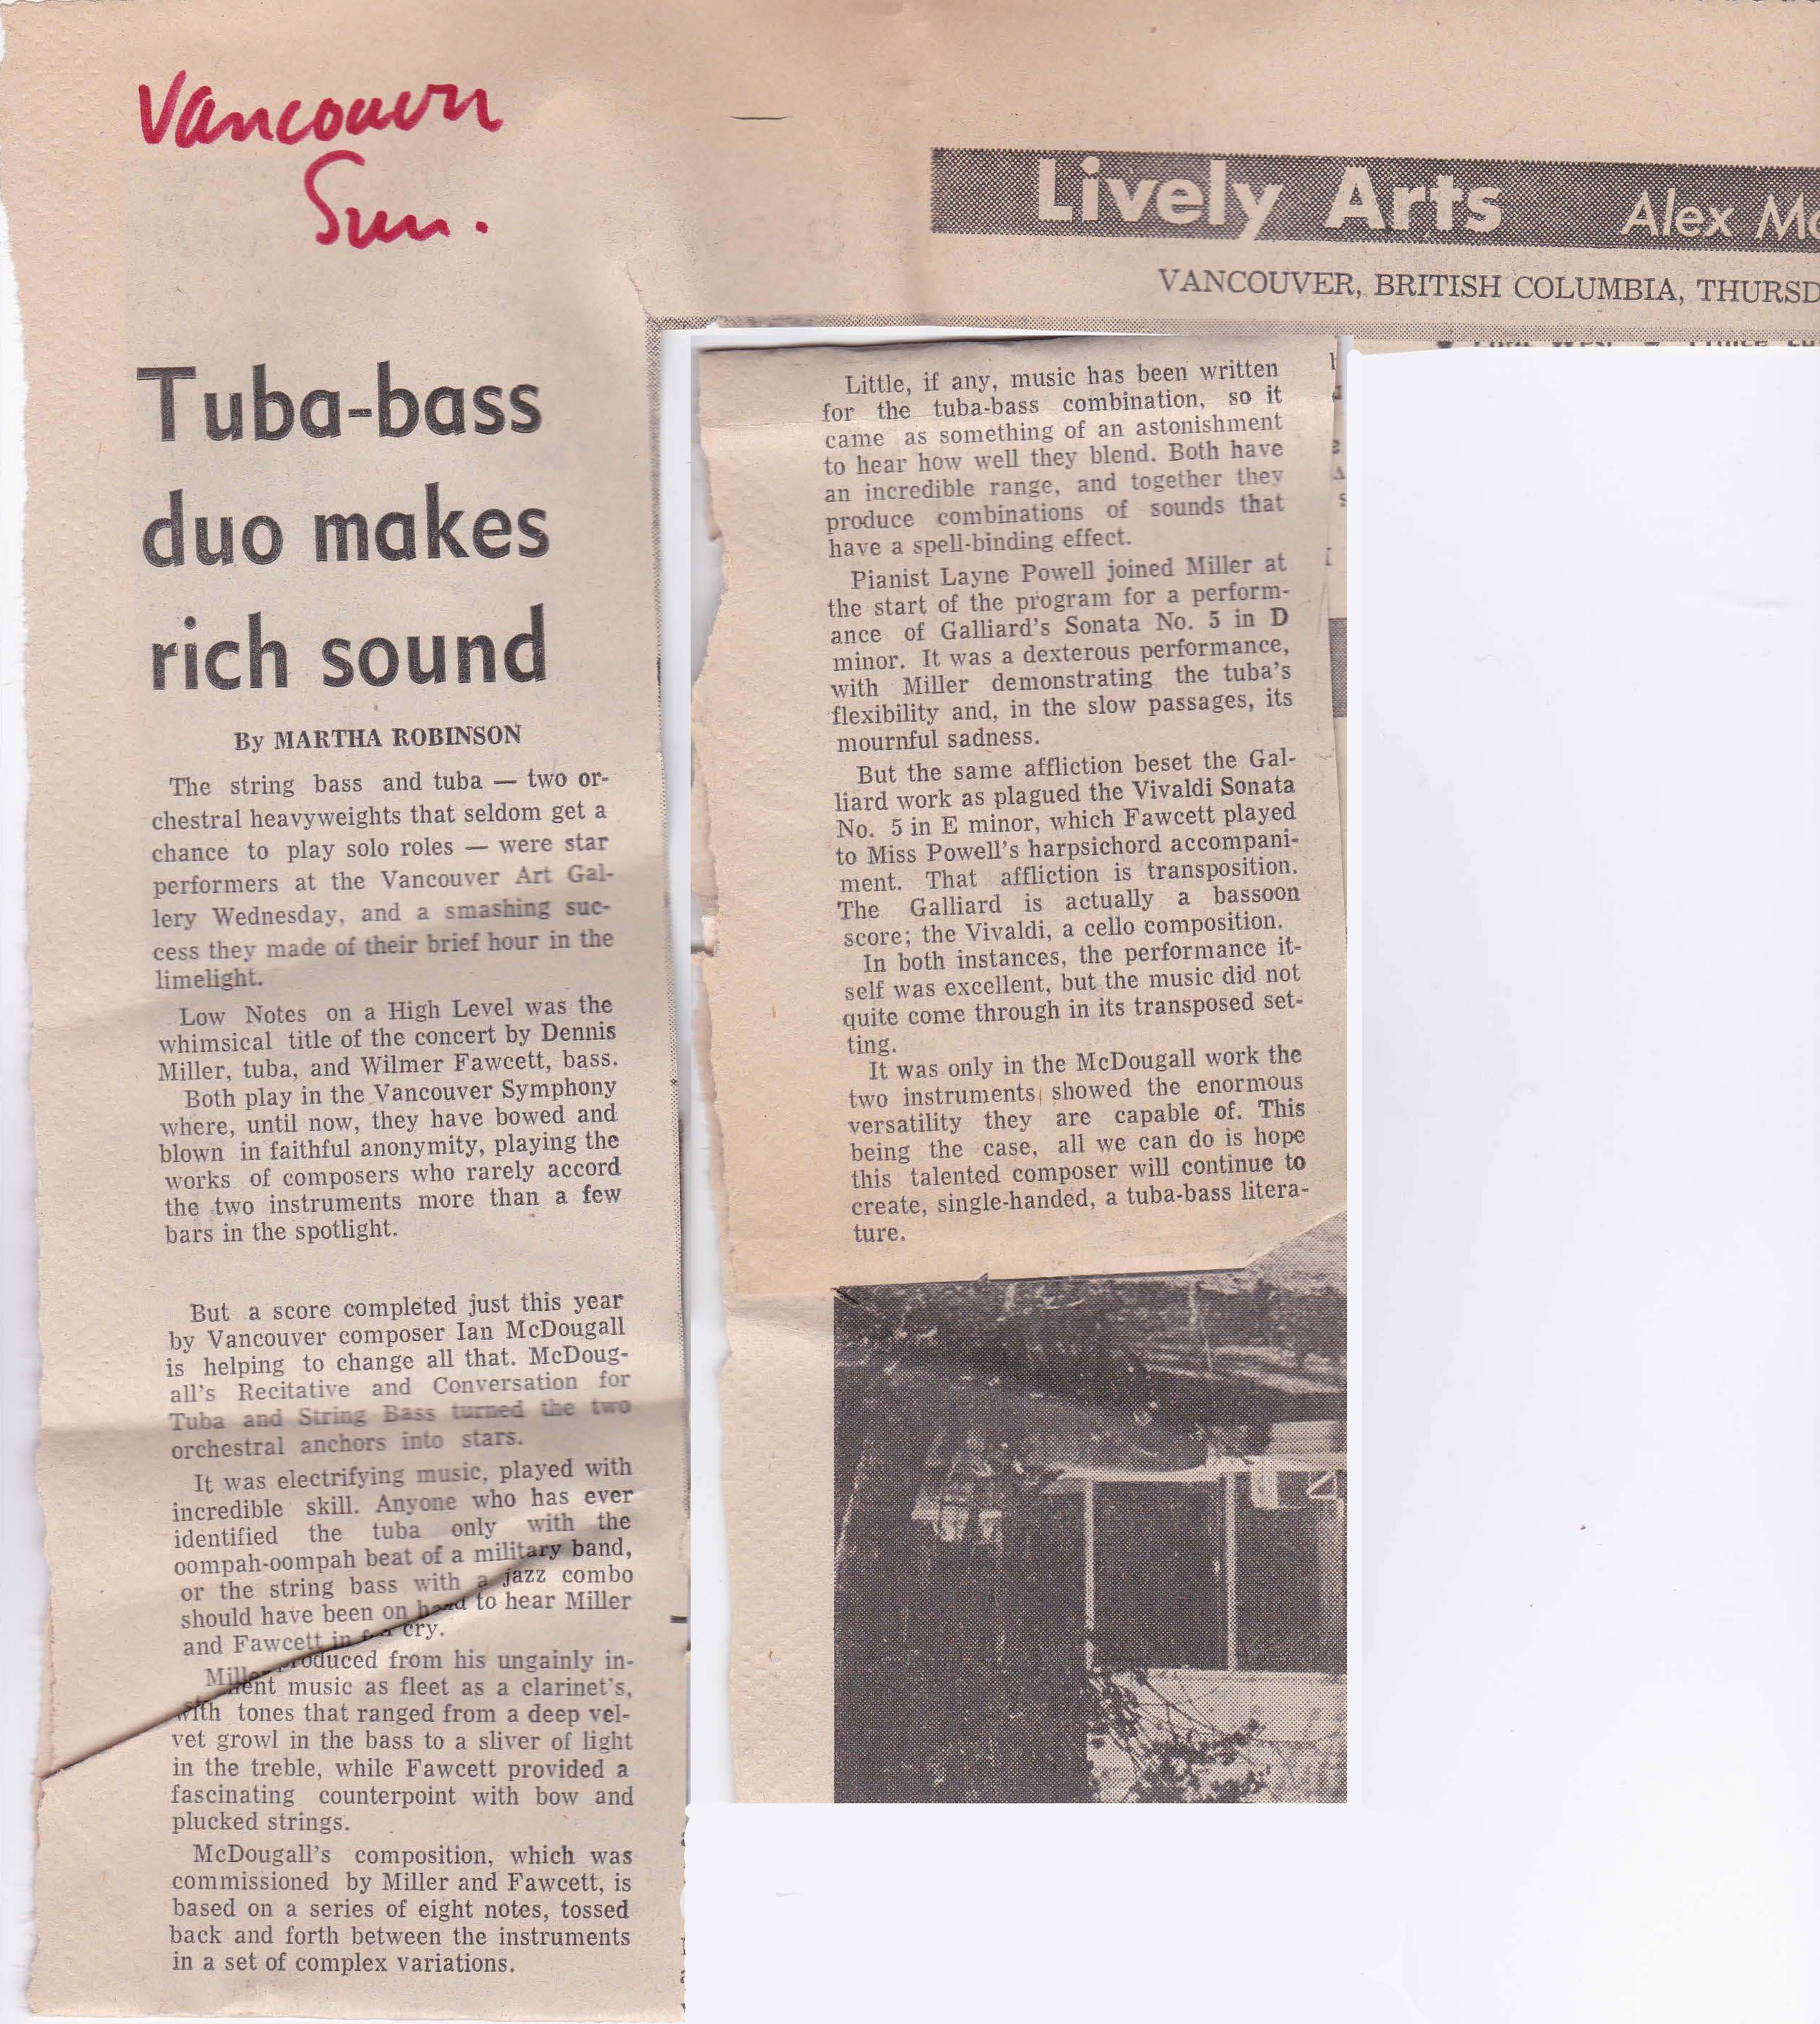 Vancouver
Sun.
Lively Arts Alex
VANCOUVER, BRITISH COLUMBIA,
Tuba-bass
duo makes
rich sound
By MARTHA ROBINSON
The string bass and tuba — two or-
chestral heavyweights that seldom get a
chance to play solo roles — were star
performers at the Vancouver Art Gal-
lery Wednesday, and a smashing suc-
cess they made of their brief hour in the
limelight.
Low Notes on a High Level was the
whimsical title of the concert by Dennis
Miller, tuba, and Wilmer Fawcett, bass.
Both play in the Vancouver Symphony
where, until now, they have bowed and
blown in faithful anonymity, playing the
works of composers who rarely accord
the two instruments more than a few
bars in the spotlight.
But a score completed just this year
by Vancouver composer Ian McDougall
is helping to change all that. McDoug-
all's Recitative and Conversation for
Tuba and String Bass turned the two
orchestral anchors into stars.
It was electrifying music, played with
incredible skill. Anyone who has ever
identified the tuba only with the
oompah-oompah beat of a military band,
or the string bass with a jazz combo
should have been on to hear Miller
and Fawcett in cry.
Miller produced from his ungainly in-
music as fleet as a clarinet's,
with tones that ranged from a deep vel-
vet growl in the bass to a sliver of light
in the treble, while Fawcett provided a
fascinating counterpoint with bow and
plucked strings.
McDougall's composition, which was
commissioned by Miller and Fawcett, is
based on a series of eight notes, tossed
back and forth between the instruments
in a set of complex variations.
Little, if any, music has been written
for the tuba-bass combination, so it
came as something of an astonishment
to hear how well they blend. Both have
an incredible range, and together they
produce combinations of sounds that
have a spell-binding effect.
Pianist Layne Powell joined Miller at
the start of the program for a perform-
ance of Galliard's Sonata No. 5 in D
minor. It was a dexterous performance,
with Miller demonstrating the tuba's
flexibility and, in the slow passages, its
mournful sadness.
But the same affliction beset the Gal-
liard work as plagued the Vivaldi Sonata
No. 5 in E minor, which Fawcett played
to Miss Powell's harpsichord accompani-
ment. That affliction is transposition.
The Galliard is actually a bassoon
score; the Vivaldi, a cello composition.
In both instances, the performance it-
self was excellent, but the music did not
quite come through in its transposed set-
ting.
It was only in the McDougall work the
two instruments showed the enormous
versatility they are capable of. This
being the case, all we can do is hope
this talented composer will continue to
create, single-handed, a tuba-bass litera-
ture.